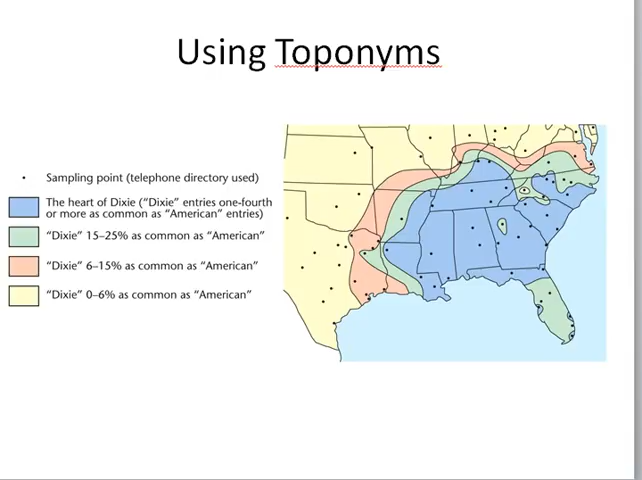 Using Toponyms
Sampling point (telephone directory used)
The heart of Dixie (“Dixie” entries one-fourth
or more as common as “American” entries)
“Dixie” 15–25% as common as “American”
“Dixie” 6–15% as common as “American”
“Dixie” 0–6% as common as “American”